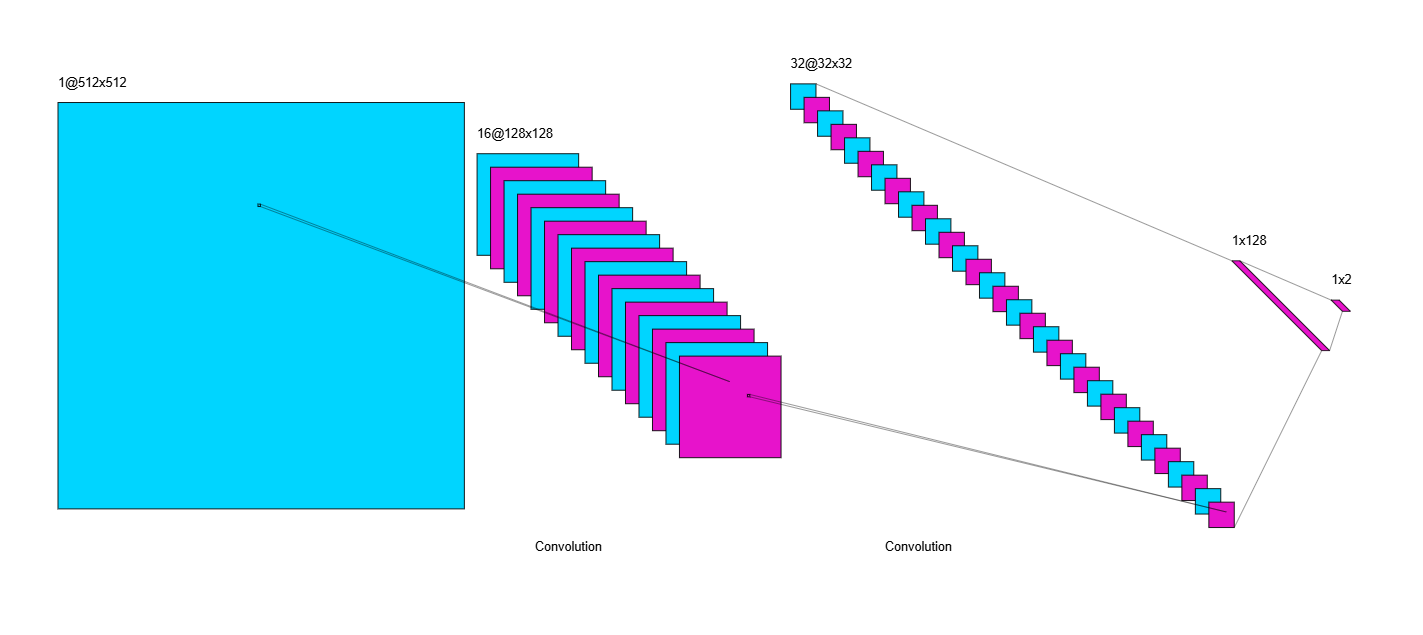 1@512x512
16@128x128
32@32x32
1x128
1x2
Convolution
Convolution